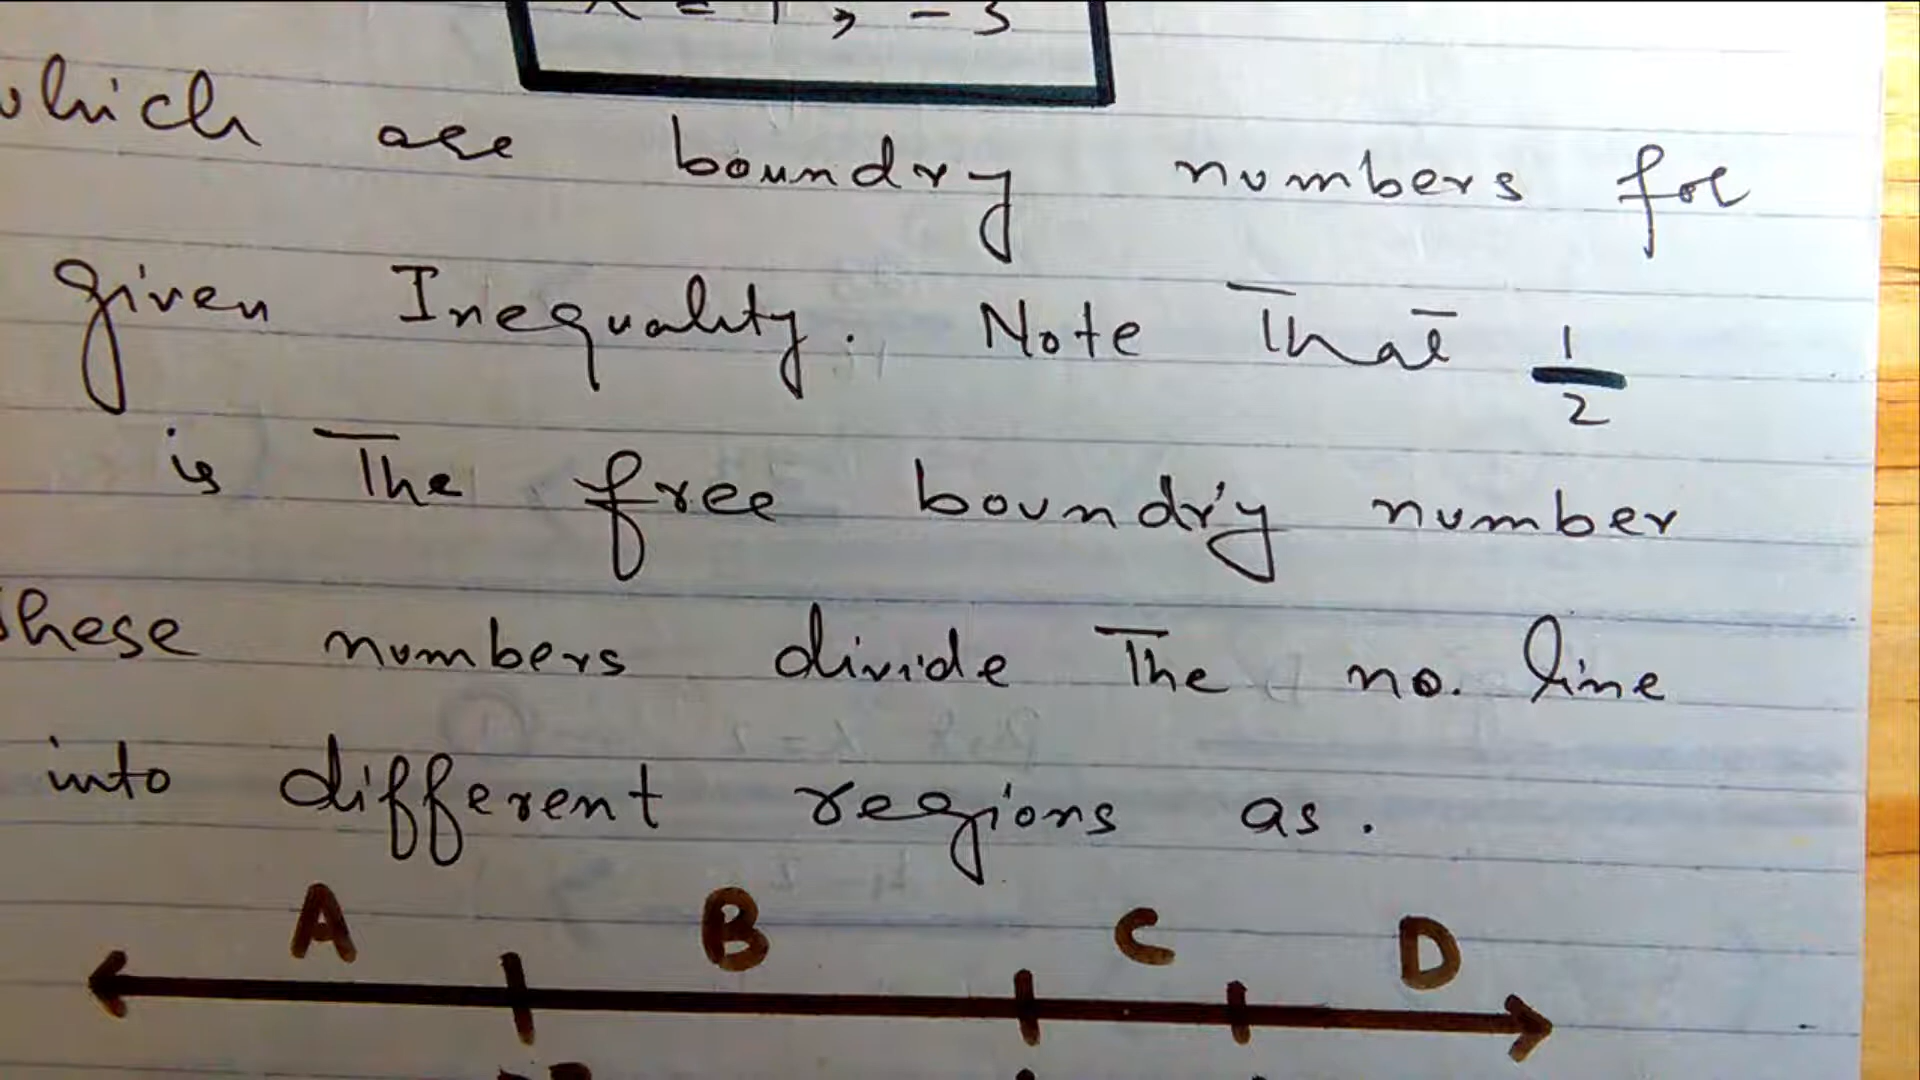 which are boundry numbers for
given Inequality. Note That 1/2
is The free boundry number
these numbers divide The no. line
into different regions as.
A B C D